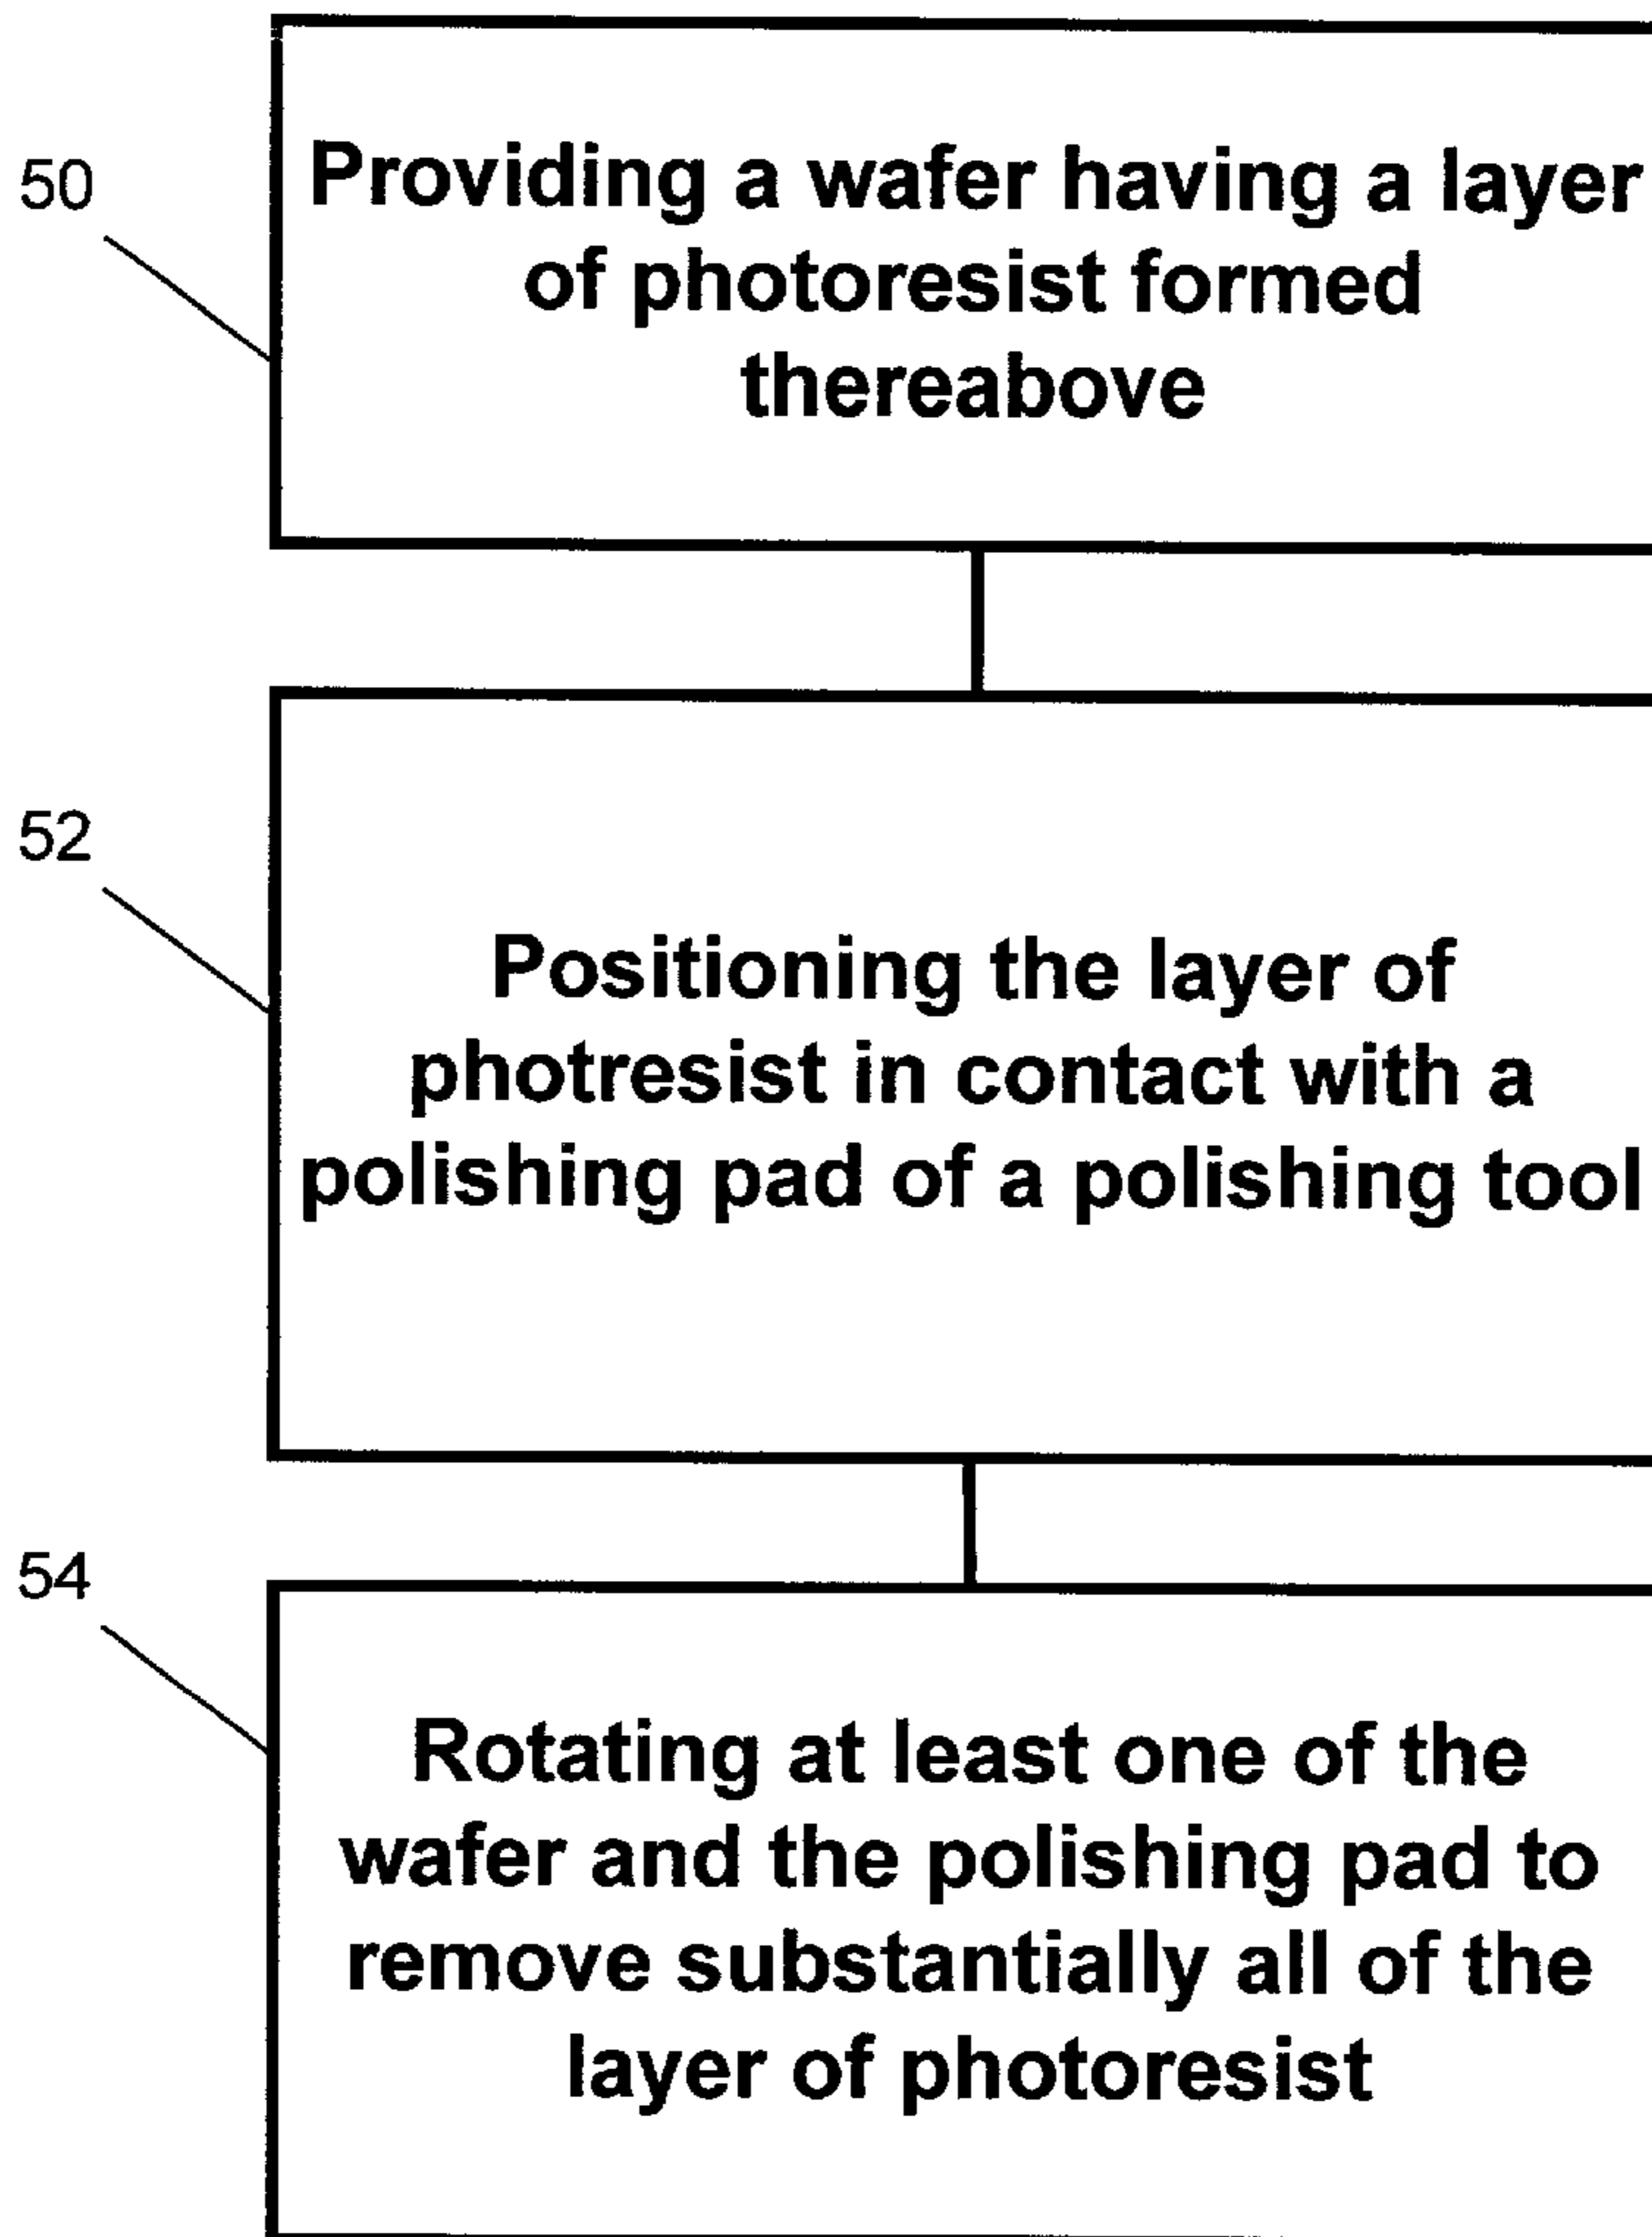 50
Providing a wafer having a layer
of photoresist formed
thereabove
52
Positioning the layer of
photresist in contact with a
polishing pad of a polishing tool
54
Rotating at least one of the
wafer and the polishing pad to
remove substantially all of the
layer of photoresist